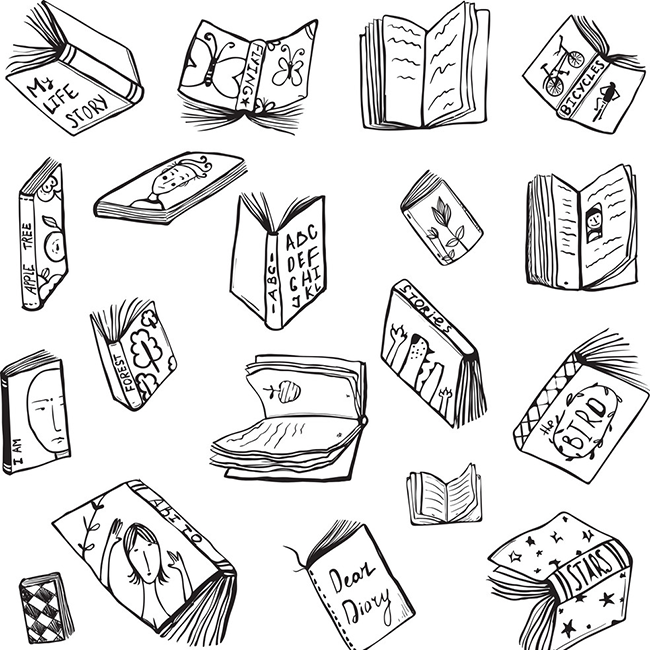 My
LIFE
STORY
FLYING
BICYCLES
APPLE TREE
ABC
ABC
DEF
GHI
JKL
STORIES
FOREST
I AM
the
BIRD
Abito
Dear
Diary
STARS